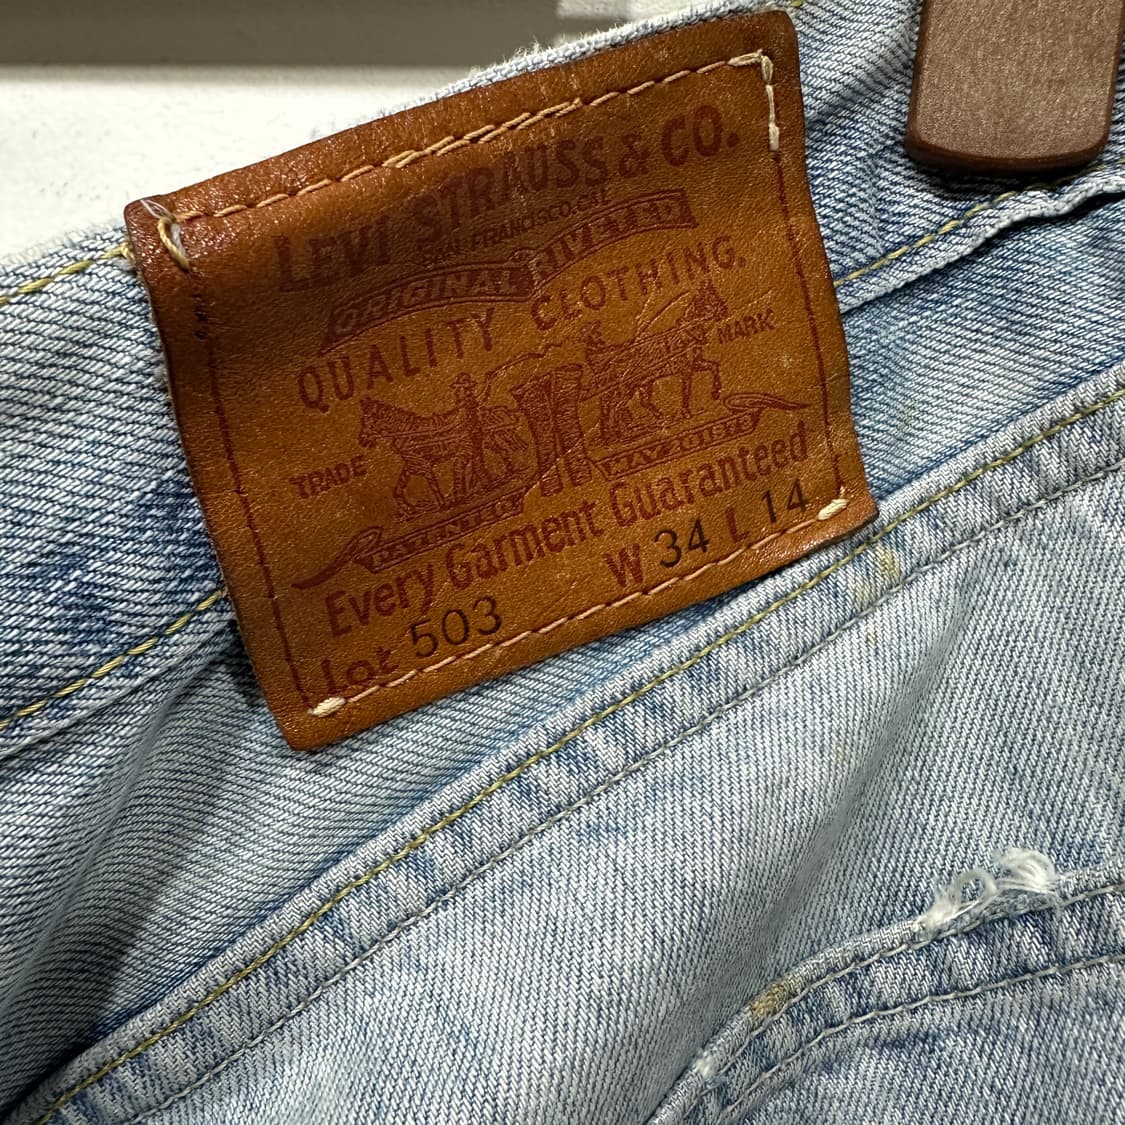 LEVI STRAUSS & CO.
SAN FRANCISCO, CAL
ORIGINAL RIVETED
QUALITY CLOTHING.
TRADE MARK
PATENTED MAY 20 1873
Every Garment Guaranteed
W 34 L 14
Lot 503